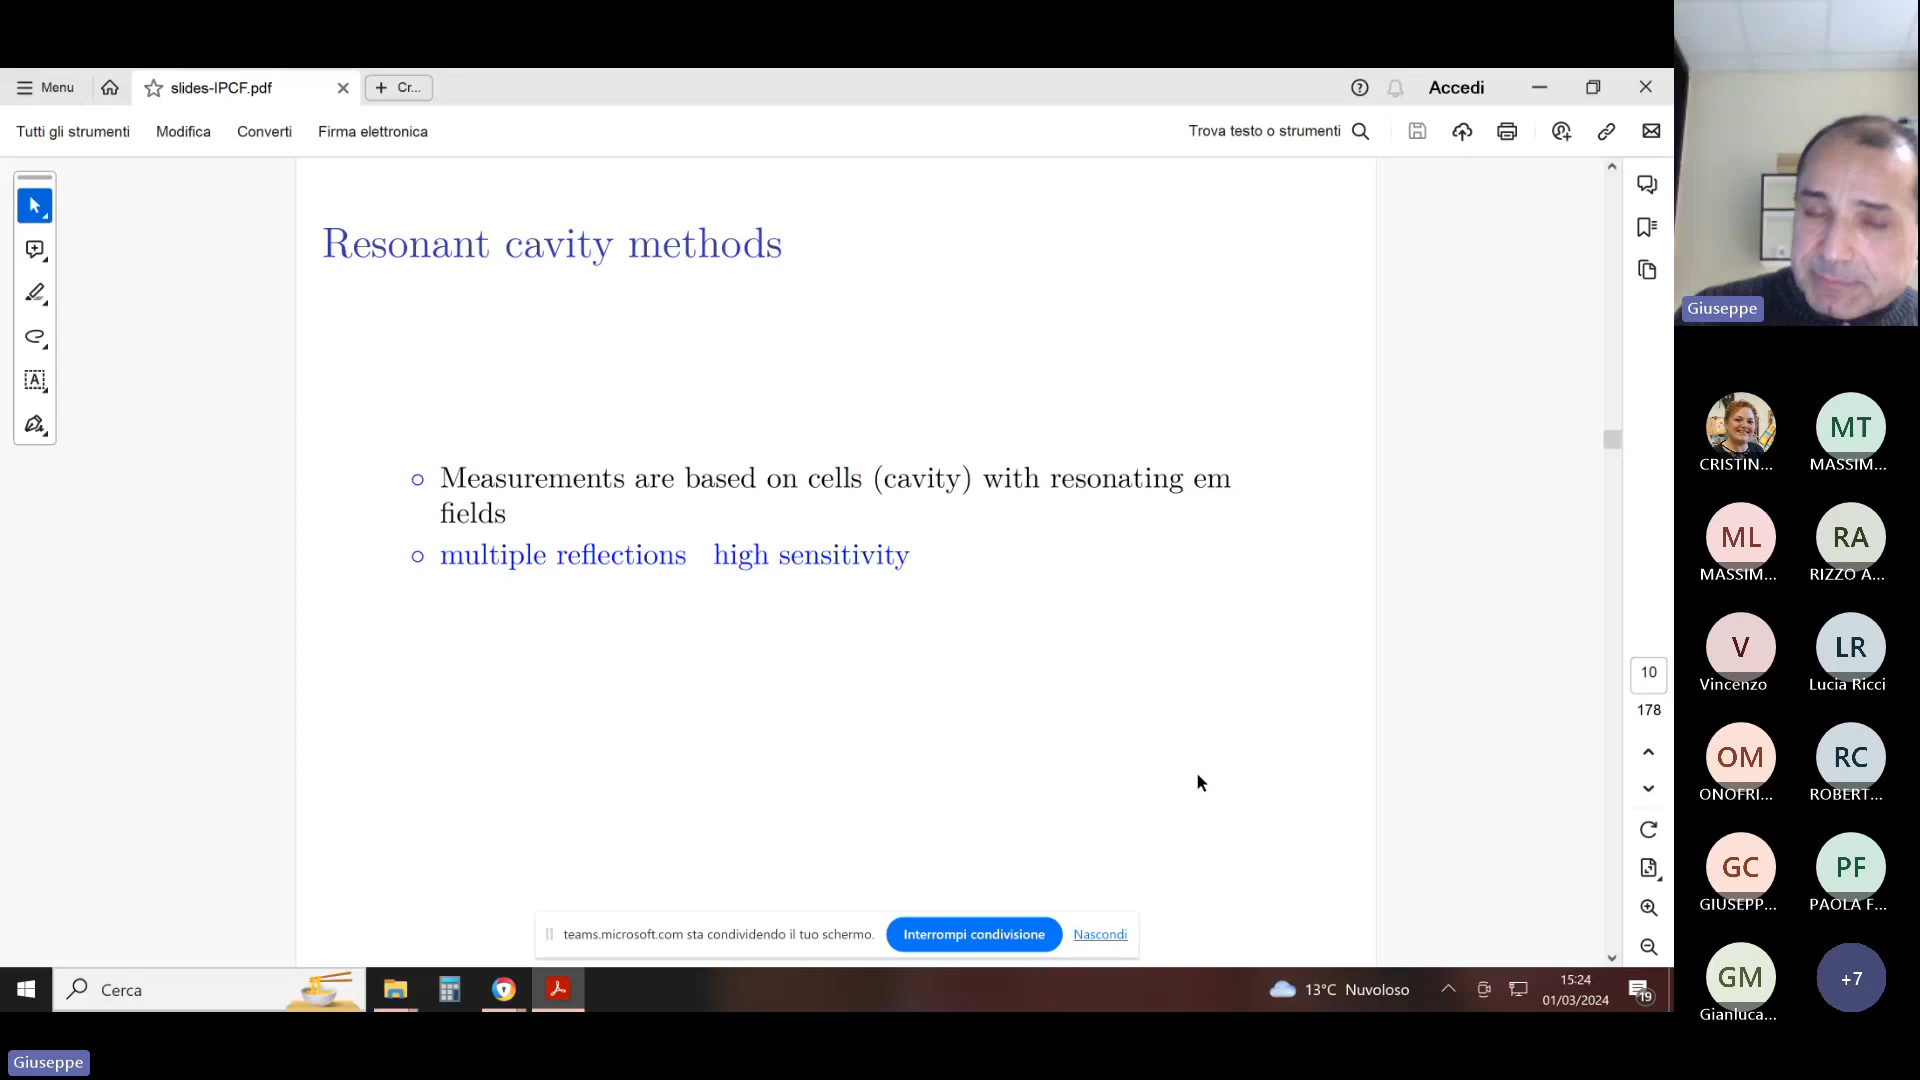 Menu
slides-IPCF.pdf
Cr...
Accedi
Tutti gli strumenti
Modifica
Converti
Firma elettronica
Trova testo o strumenti
Resonant cavity methods
Measurements are based on cells (cavity) with resonating em
fields
multiple reflections high sensitivity
10
178
teams.microsoft.com sta condividendo il tuo schermo.
Interrompi condivisione
Nascondi
Cerca
13°C Nuvoloso
15:24
01/03/2024
19
Giuseppe
Giuseppe
CRISTIN...
MT
MASSIM...
ML
MASSIM...
RA
RIZZO A...
V
Vincenzo
LR
Lucia Ricci
OM
ONOFRI...
RC
ROBERT...
GC
GIUSEPP...
PF
PAOLA F...
GM
Gianluca...
+7